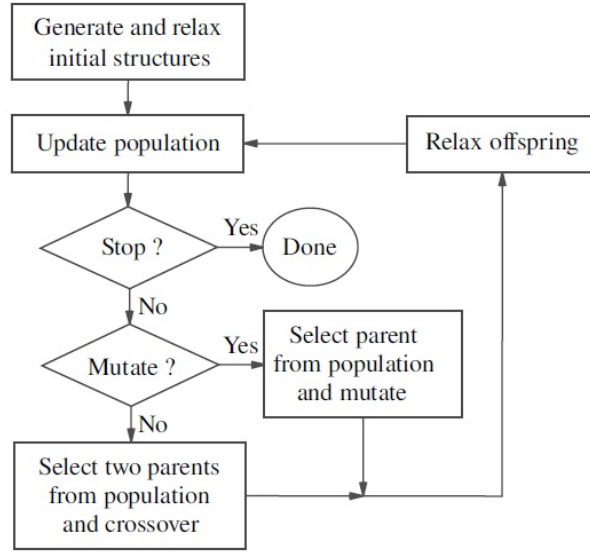 Generate and relax
initial structures
Update population
Relax offspring
Stop ?
Yes
Done
No
Mutate ?
Yes
Select parent
from population
and mutate
No
Select two parents
from population
and crossover